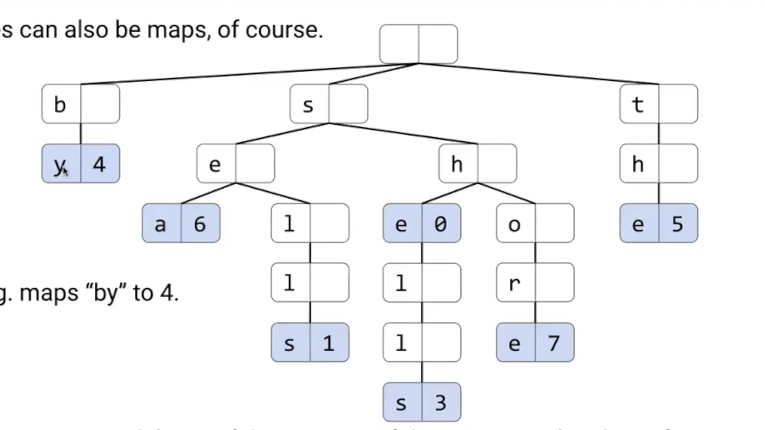 s can also be maps, of course.
b s t
y 4 e h h
a 6 l e 0 o e 5
g. maps “by” to 4.
l l r
s 1 l e 7
s 3